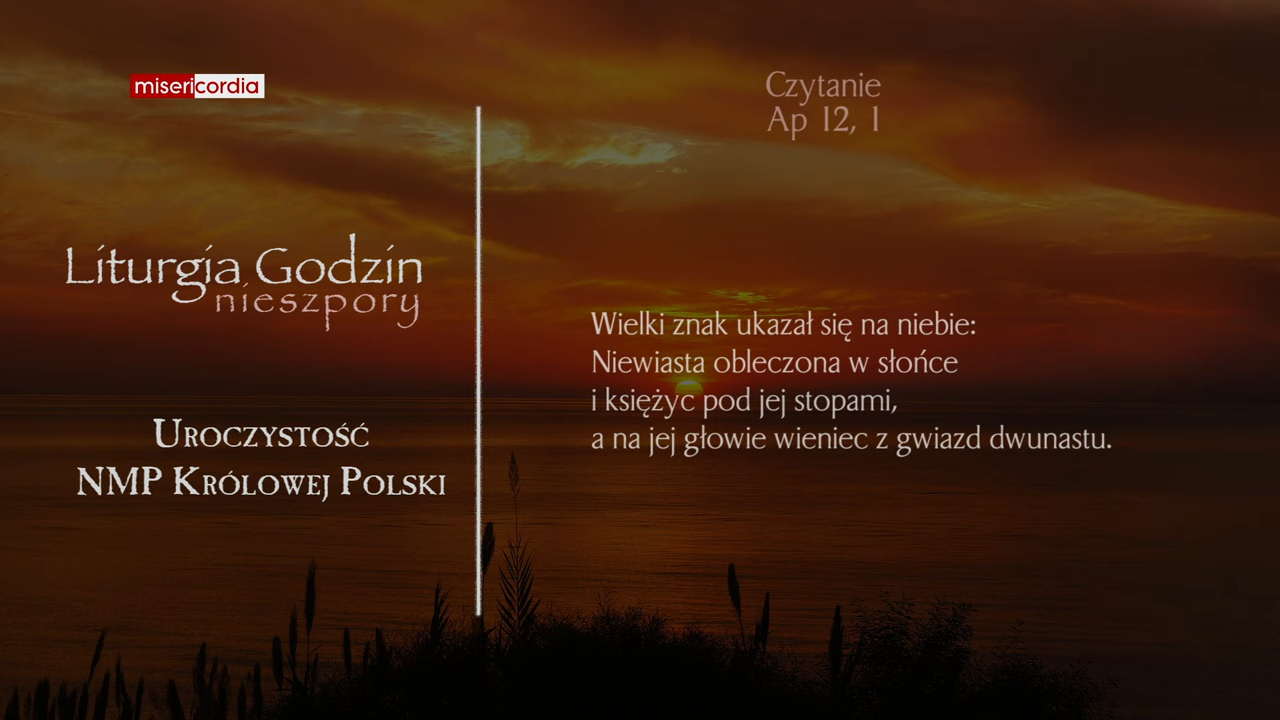 misericordia
Liturgia Godzin
nieszpory
Uroczystość
NMP Królowej Polski
Czytanie
Ap 12, 1
Wielki znak ukazał się na niebie:
Niewiasta obleczona w słońce
i księżyc pod jej stopami,
a na jej głowie wieniec z gwiazd dwunastu.